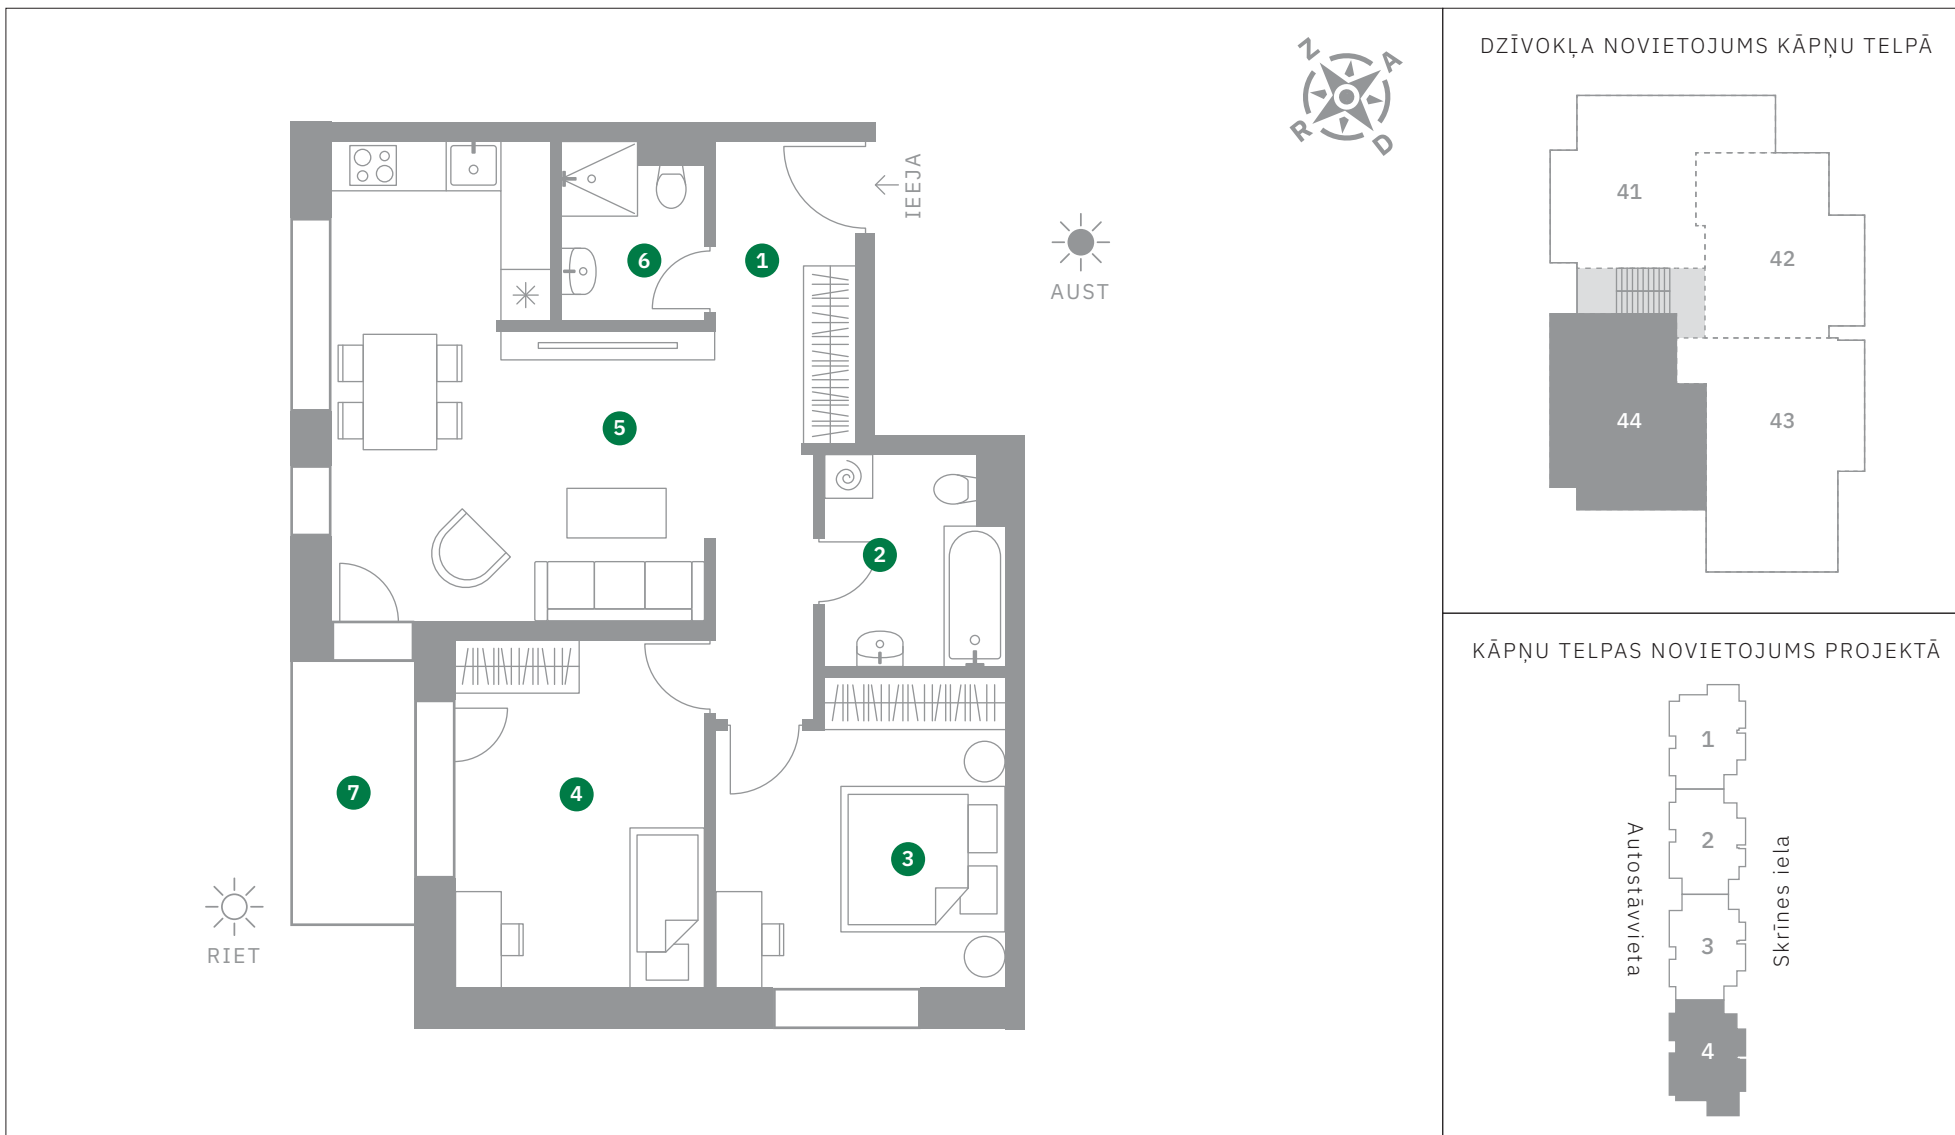 Z
A
R
D
IEEJA
AUST
RIET
1
2
3
4
5
6
7
DZĪVOKĻA NOVIETOJUMS KĀPŅU TELPĀ
41
42
43
44
KĀPŅU TELPAS NOVIETOJUMS PROJEKTĀ
1
2
3
4
Autostāvvieta
Skrīnes iela